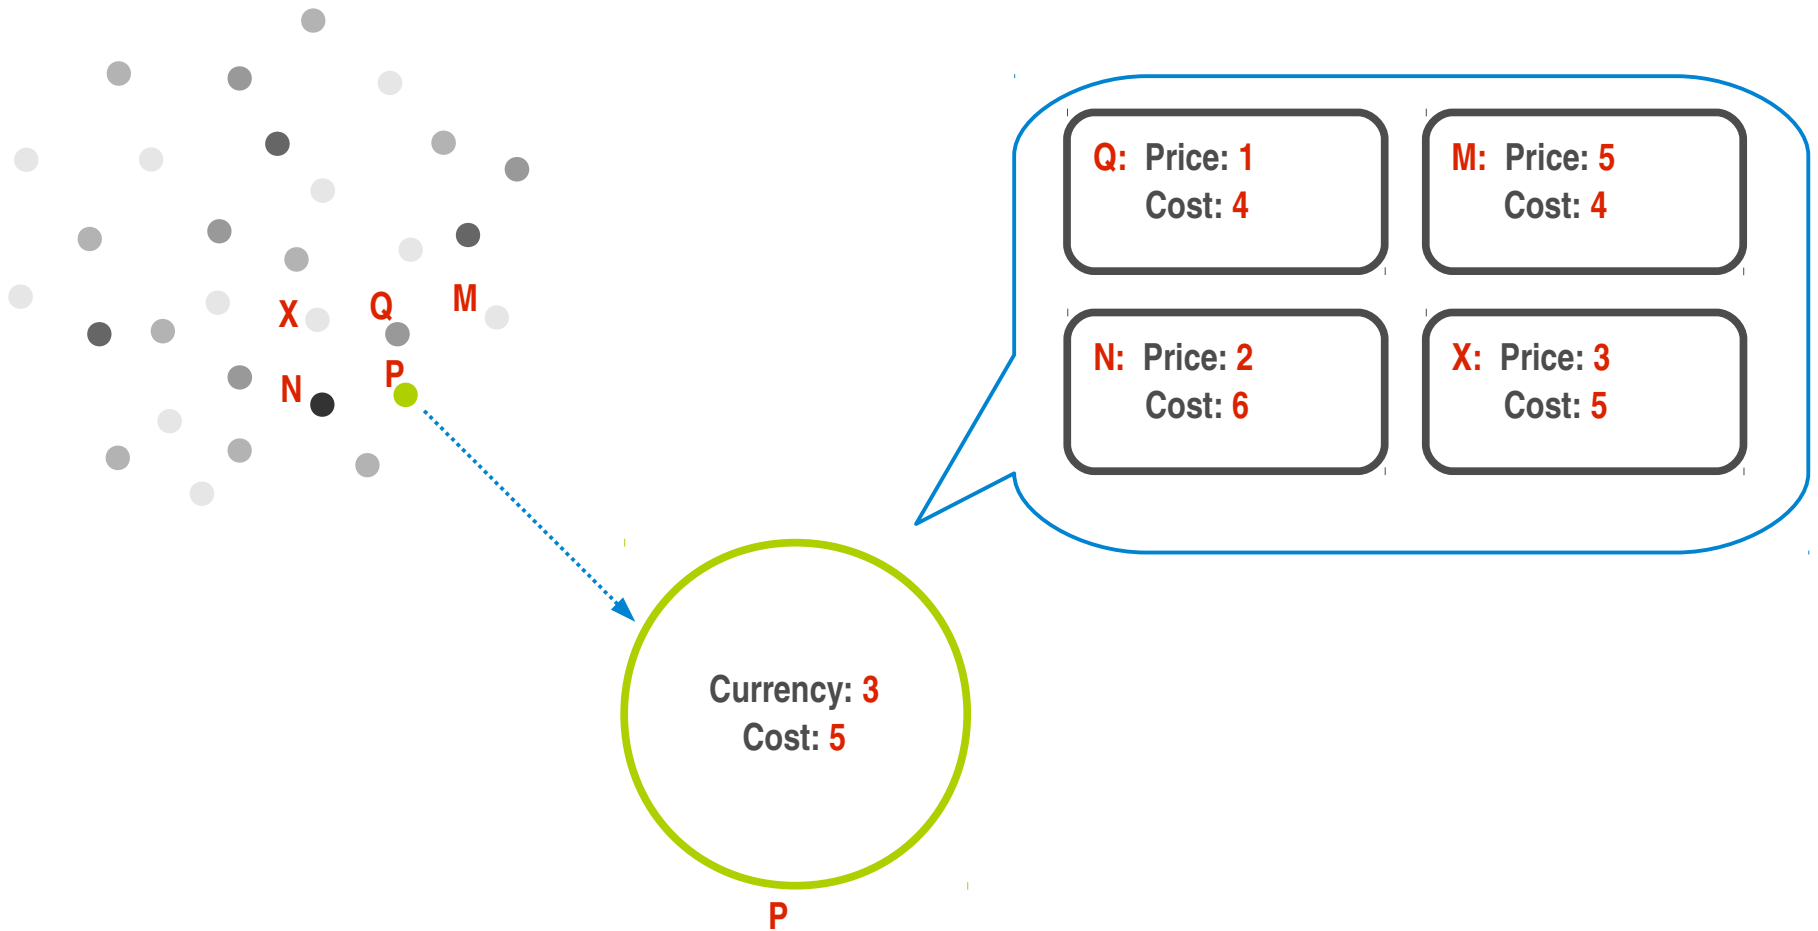 X
Q
M
N
P
Q: Price: 1
Cost: 4
M: Price: 5
Cost: 4
N: Price: 2
Cost: 6
X: Price: 3
Cost: 5
Currency: 3
Cost: 5
P